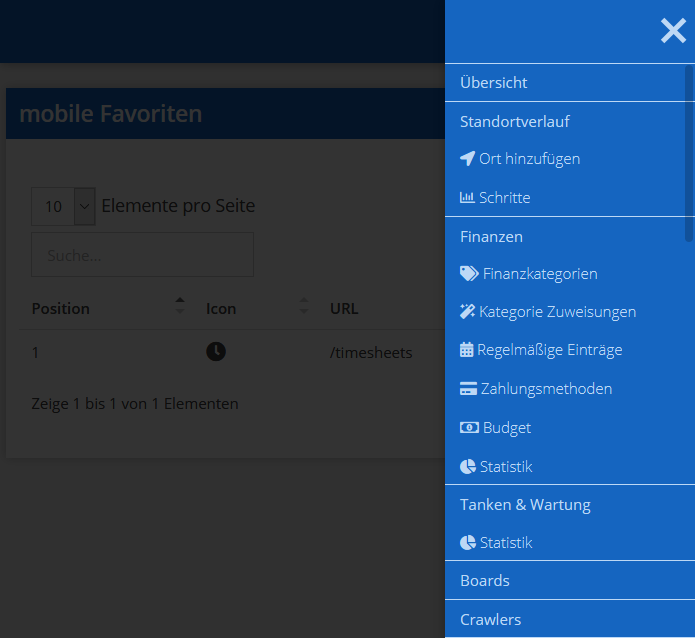 mobile Favoriten
10 Elemente pro Seite
Suche...
Position Icon URL
1 /timesheets
Zeige 1 bis 1 von 1 Elementen
Übersicht
Standortverlauf
Ort hinzufügen
Schritte
Finanzen
Finanzkategorien
Kategorie Zuweisungen
Regelmäßige Einträge
Zahlungsmethoden
Budget
Statistik
Tanken & Wartung
Statistik
Boards
Crawlers